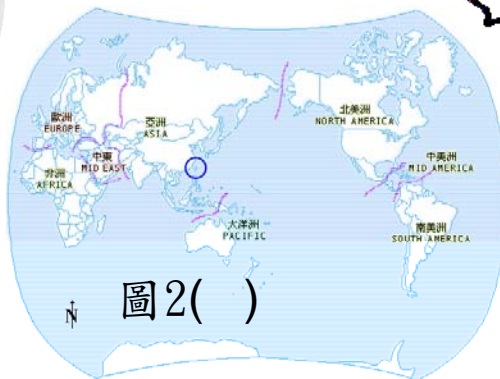 歐洲
EUROPE
亞洲
ASIA
北美洲
NORTH AMERICA
中東
MID EAST
非洲
AFRICA
中美洲
MID AMERICA
大洋洲
PACIFIC
南美洲
SOUTH AMERICA
N
圖2( )